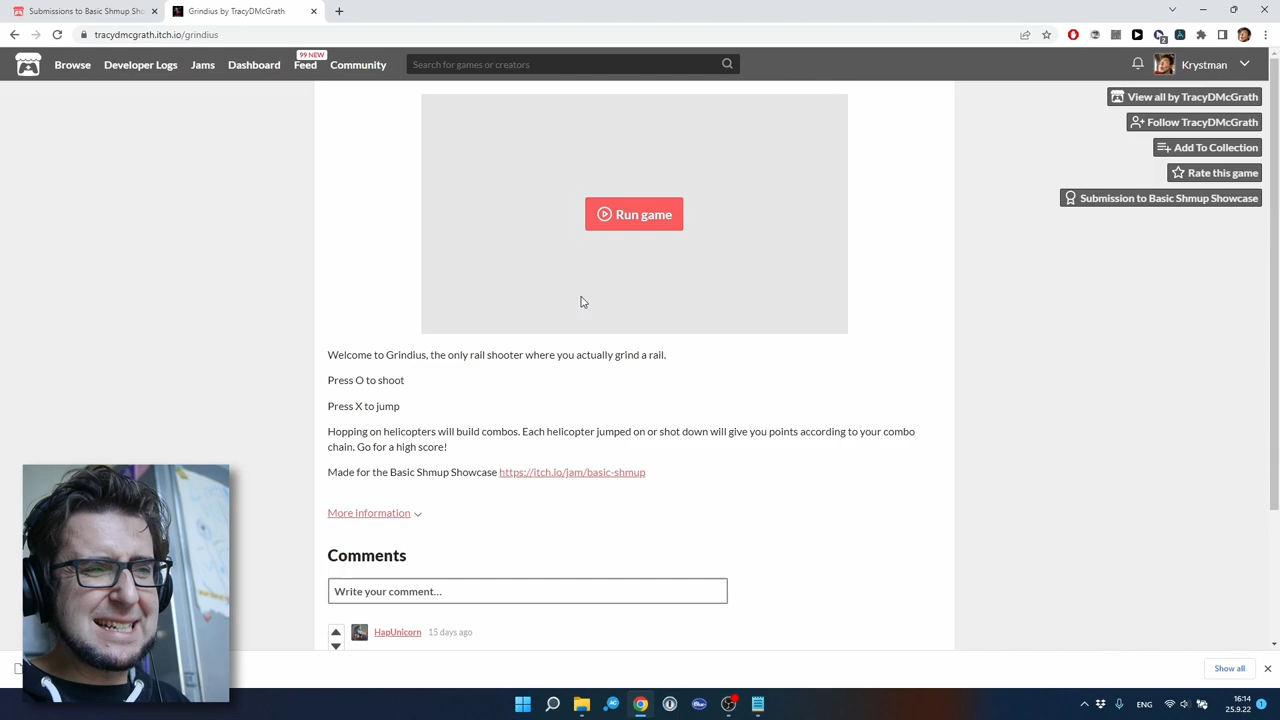 Submissions to Basic Shmup Sho
Grindius by TracyDMcGrath
tracydmcgrath.itch.io/grindius
99 NEW
Browse Developer Logs Jams Dashboard Feed Community
Search for games or creators
Krystman
View all by TracyDMcGrath
Follow TracyDMcGrath
Add To Collection
Rate this game
Submission to Basic Shmup Showcase
Run game
Welcome to Grindius, the only rail shooter where you actually grind a rail.
Press O to shoot
Press X to jump
Hopping on helicopters will build combos. Each helicopter jumped on or shot down will give you points according to your combo
chain. Go for a high score!
Made for the Basic Shmup Showcase https://itch.io/jam/basic-shmup
More information
Comments
Write your comment...
HapUnicorn 15 days ago
Show all
ENG
16:14
25.9.22